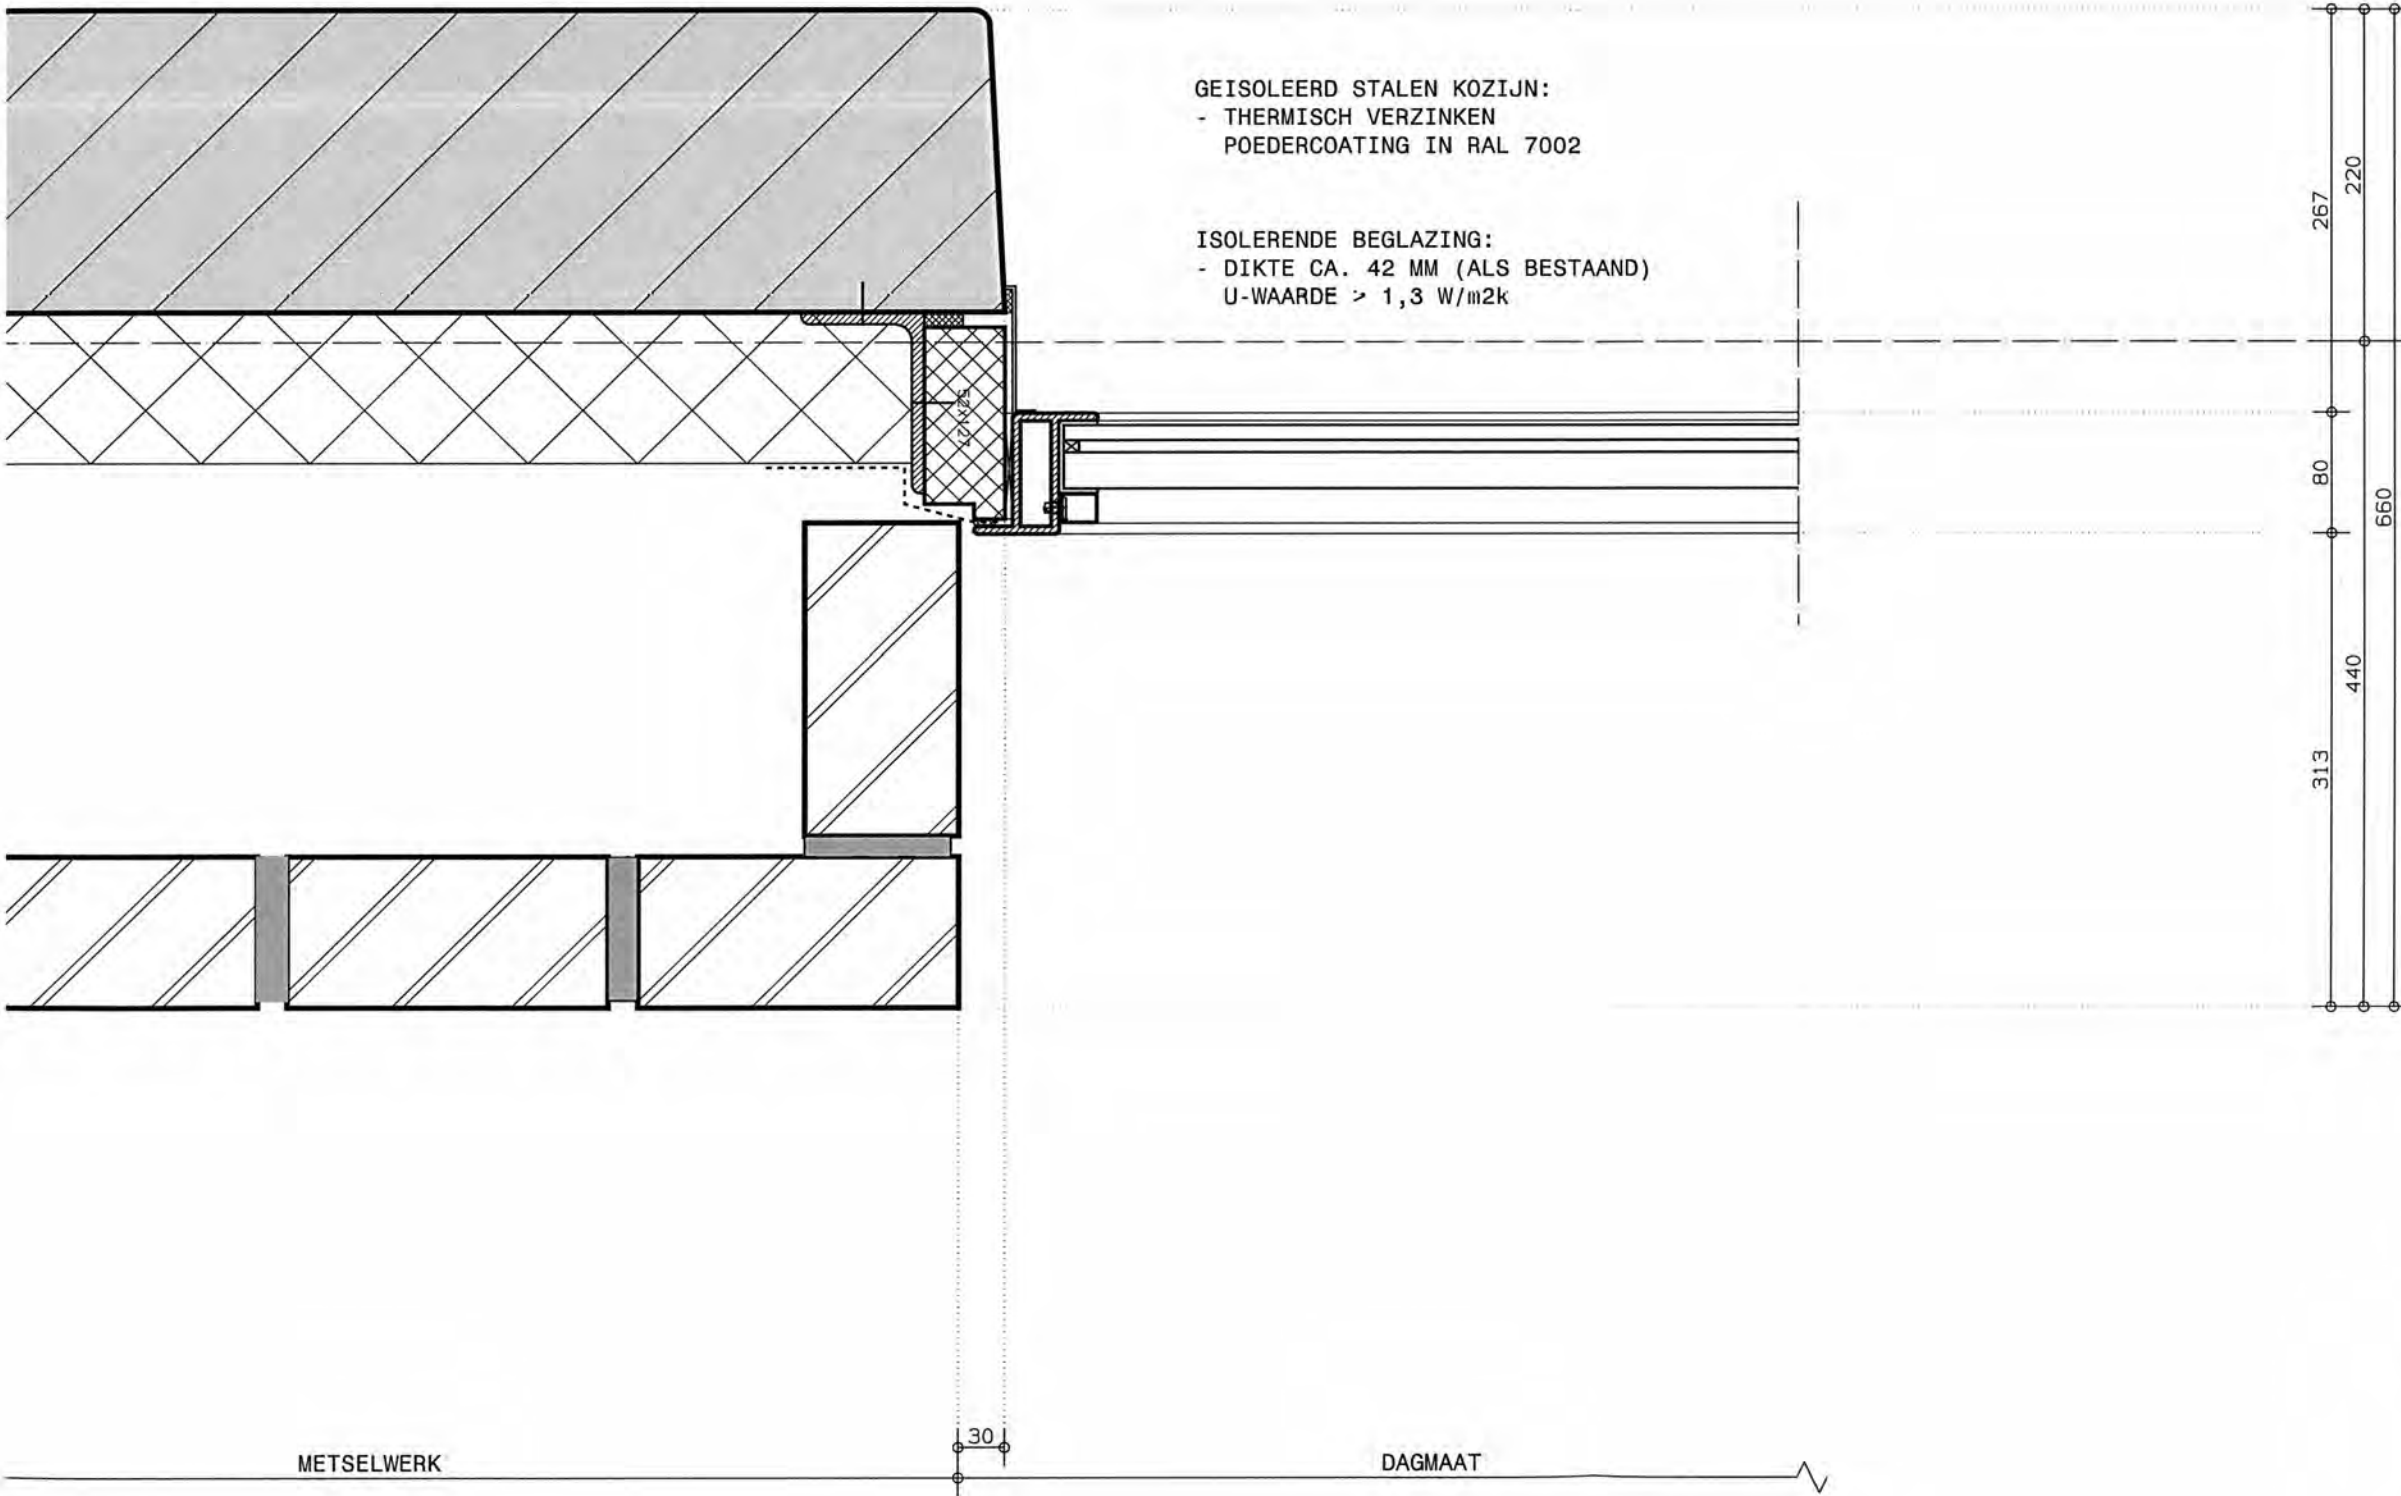 GEISOLEERD STALEN KOZIJN:
- THERMISCH VERZINKEN
POEDERCOATING IN RAL 7002
ISOLERENDE BEGLAZING:
- DIKTE CA. 42 MM (ALS BESTAAND)
U-WAARDE > 1,3 W/m2k
267
220
80
660
440
313
52x127
30
METSELWERK
DAGMAAT